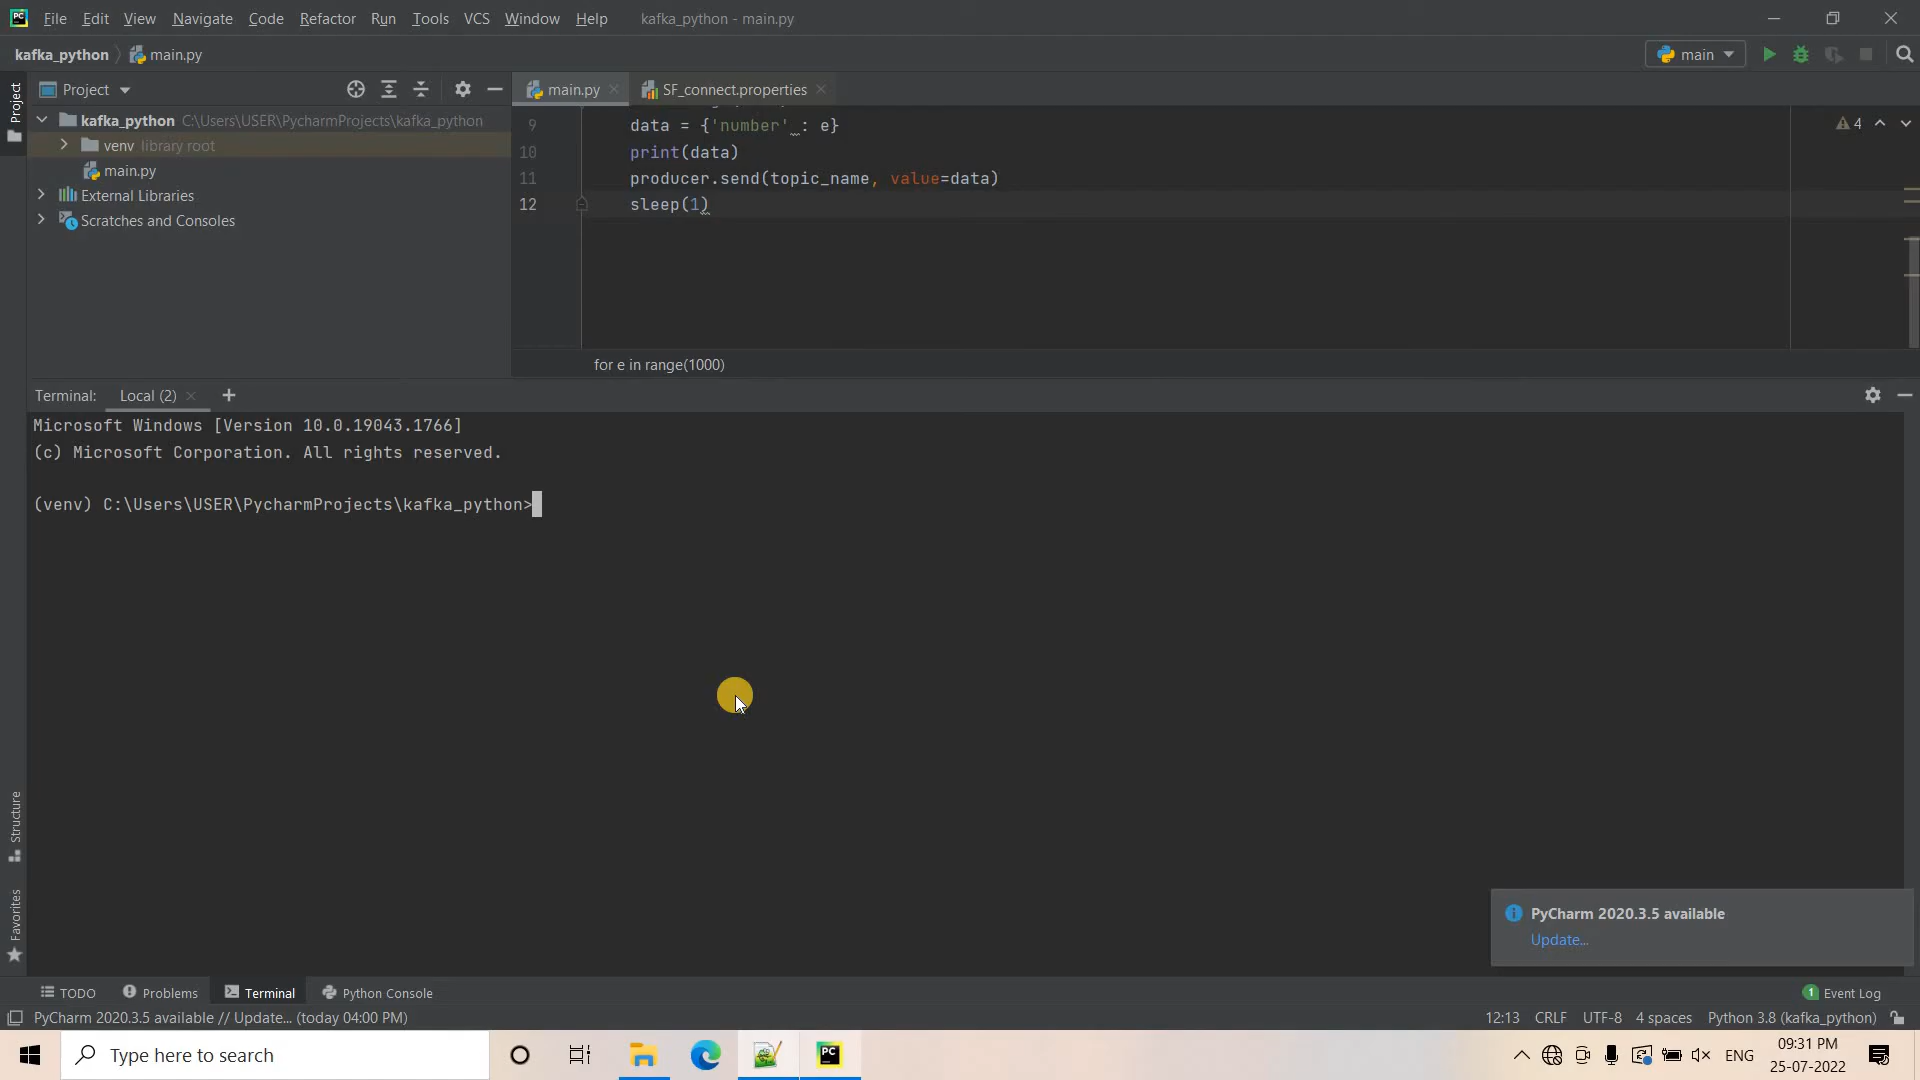 PC File Edit View Navigate Code Refactor Run Tools VCS Window Help kafka_python - main.py
kafka_python main.py main
Project
Project main.py SF_connect.properties
kafka_python C:\Users\USER\PycharmProjects\kafka_python
venv library root
main.py
External Libraries
Scratches and Consoles
9 data = {'number' : e}
10 print(data)
11 producer.send(topic_name, value=data)
12 sleep(1)
4
for e in range(1000)
Terminal: Local (2) +
Microsoft Windows [Version 10.0.19043.1766]
(c) Microsoft Corporation. All rights reserved.
(venv) C:\Users\USER\PycharmProjects\kafka_python>
Structure
Favorites
PyCharm 2020.3.5 available
Update...
TODO Problems Terminal Python Console 1 Event Log
PyCharm 2020.3.5 available // Update... (today 04:00 PM) 12:13 CRLF UTF-8 4 spaces Python 3.8 (kafka_python)
Type here to search PC ENG 09:31 PM
25-07-2022